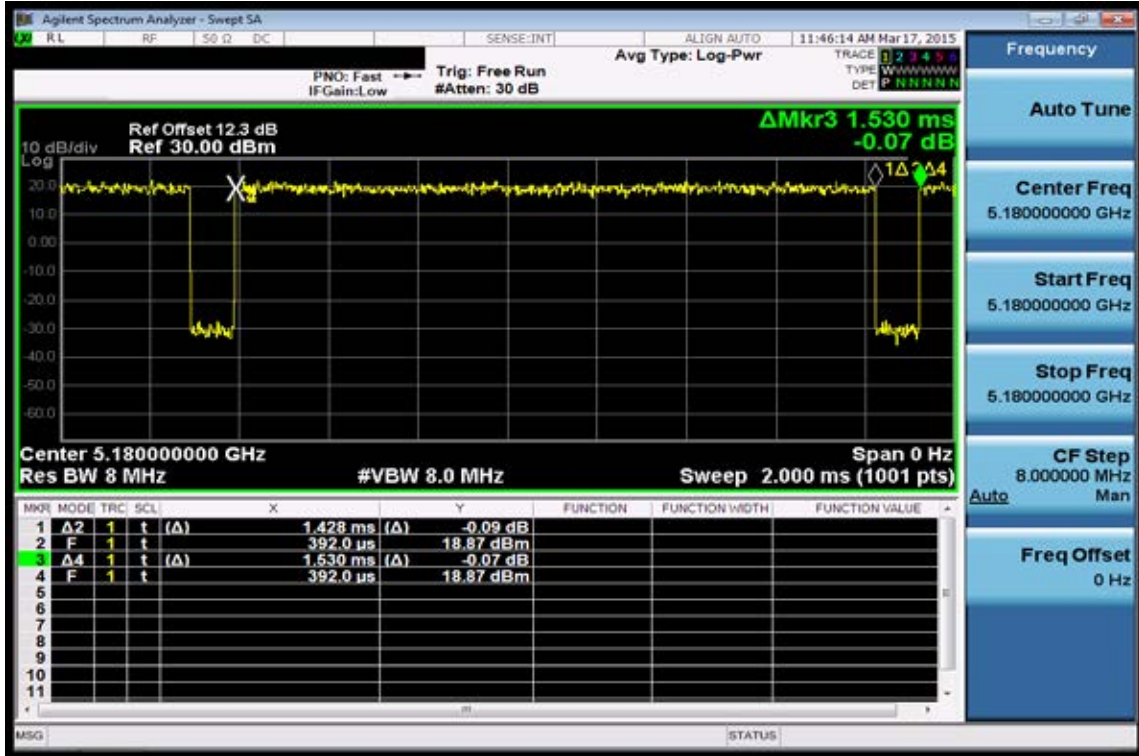 Agilent Spectrum Analyzer - Swept SA
RL RF 50 Ω DC SENSE:INT ALIGN AUTO 11:46:14 AM Mar 17, 2015
Frequency
Avg Type: Log-Pwr
TRACE 1 2 3 4 5 6
TYPE WWWWWW
DET P N N N N N
PNO: Fast
IFGain:Low
Trig: Free Run
#Atten: 30 dB
Auto Tune
ΔMkr3 1.530 ms
-0.07 dB
Ref Offset 12.3 dB
10 dB/div Ref 30.00 dBm
Log
1Δ 3Δ4
20.0
10.0
0.00
-10.0
-20.0
-30.0
-40.0
-50.0
-60.0
Center Freq
5.180000000 GHz
Start Freq
5.180000000 GHz
Stop Freq
5.180000000 GHz
Center 5.180000000 GHz Span 0 Hz
Res BW 8 MHz #VBW 8.0 MHz Sweep 2.000 ms (1001 pts)
CF Step
8.000000 MHz
Auto Man
MKR MODE TRC SCL X Y FUNCTION FUNCTION WIDTH FUNCTION VALUE
1 Δ2 1 t (Δ) 1.428 ms (Δ) -0.09 dB
2 F 1 t 392.0 µs 18.87 dBm
3 Δ4 1 t (Δ) 1.530 ms (Δ) -0.07 dB
4 F 1 t 392.0 µs 18.87 dBm
5
6
7
8
9
10
11
Freq Offset
0 Hz
MSG STATUS